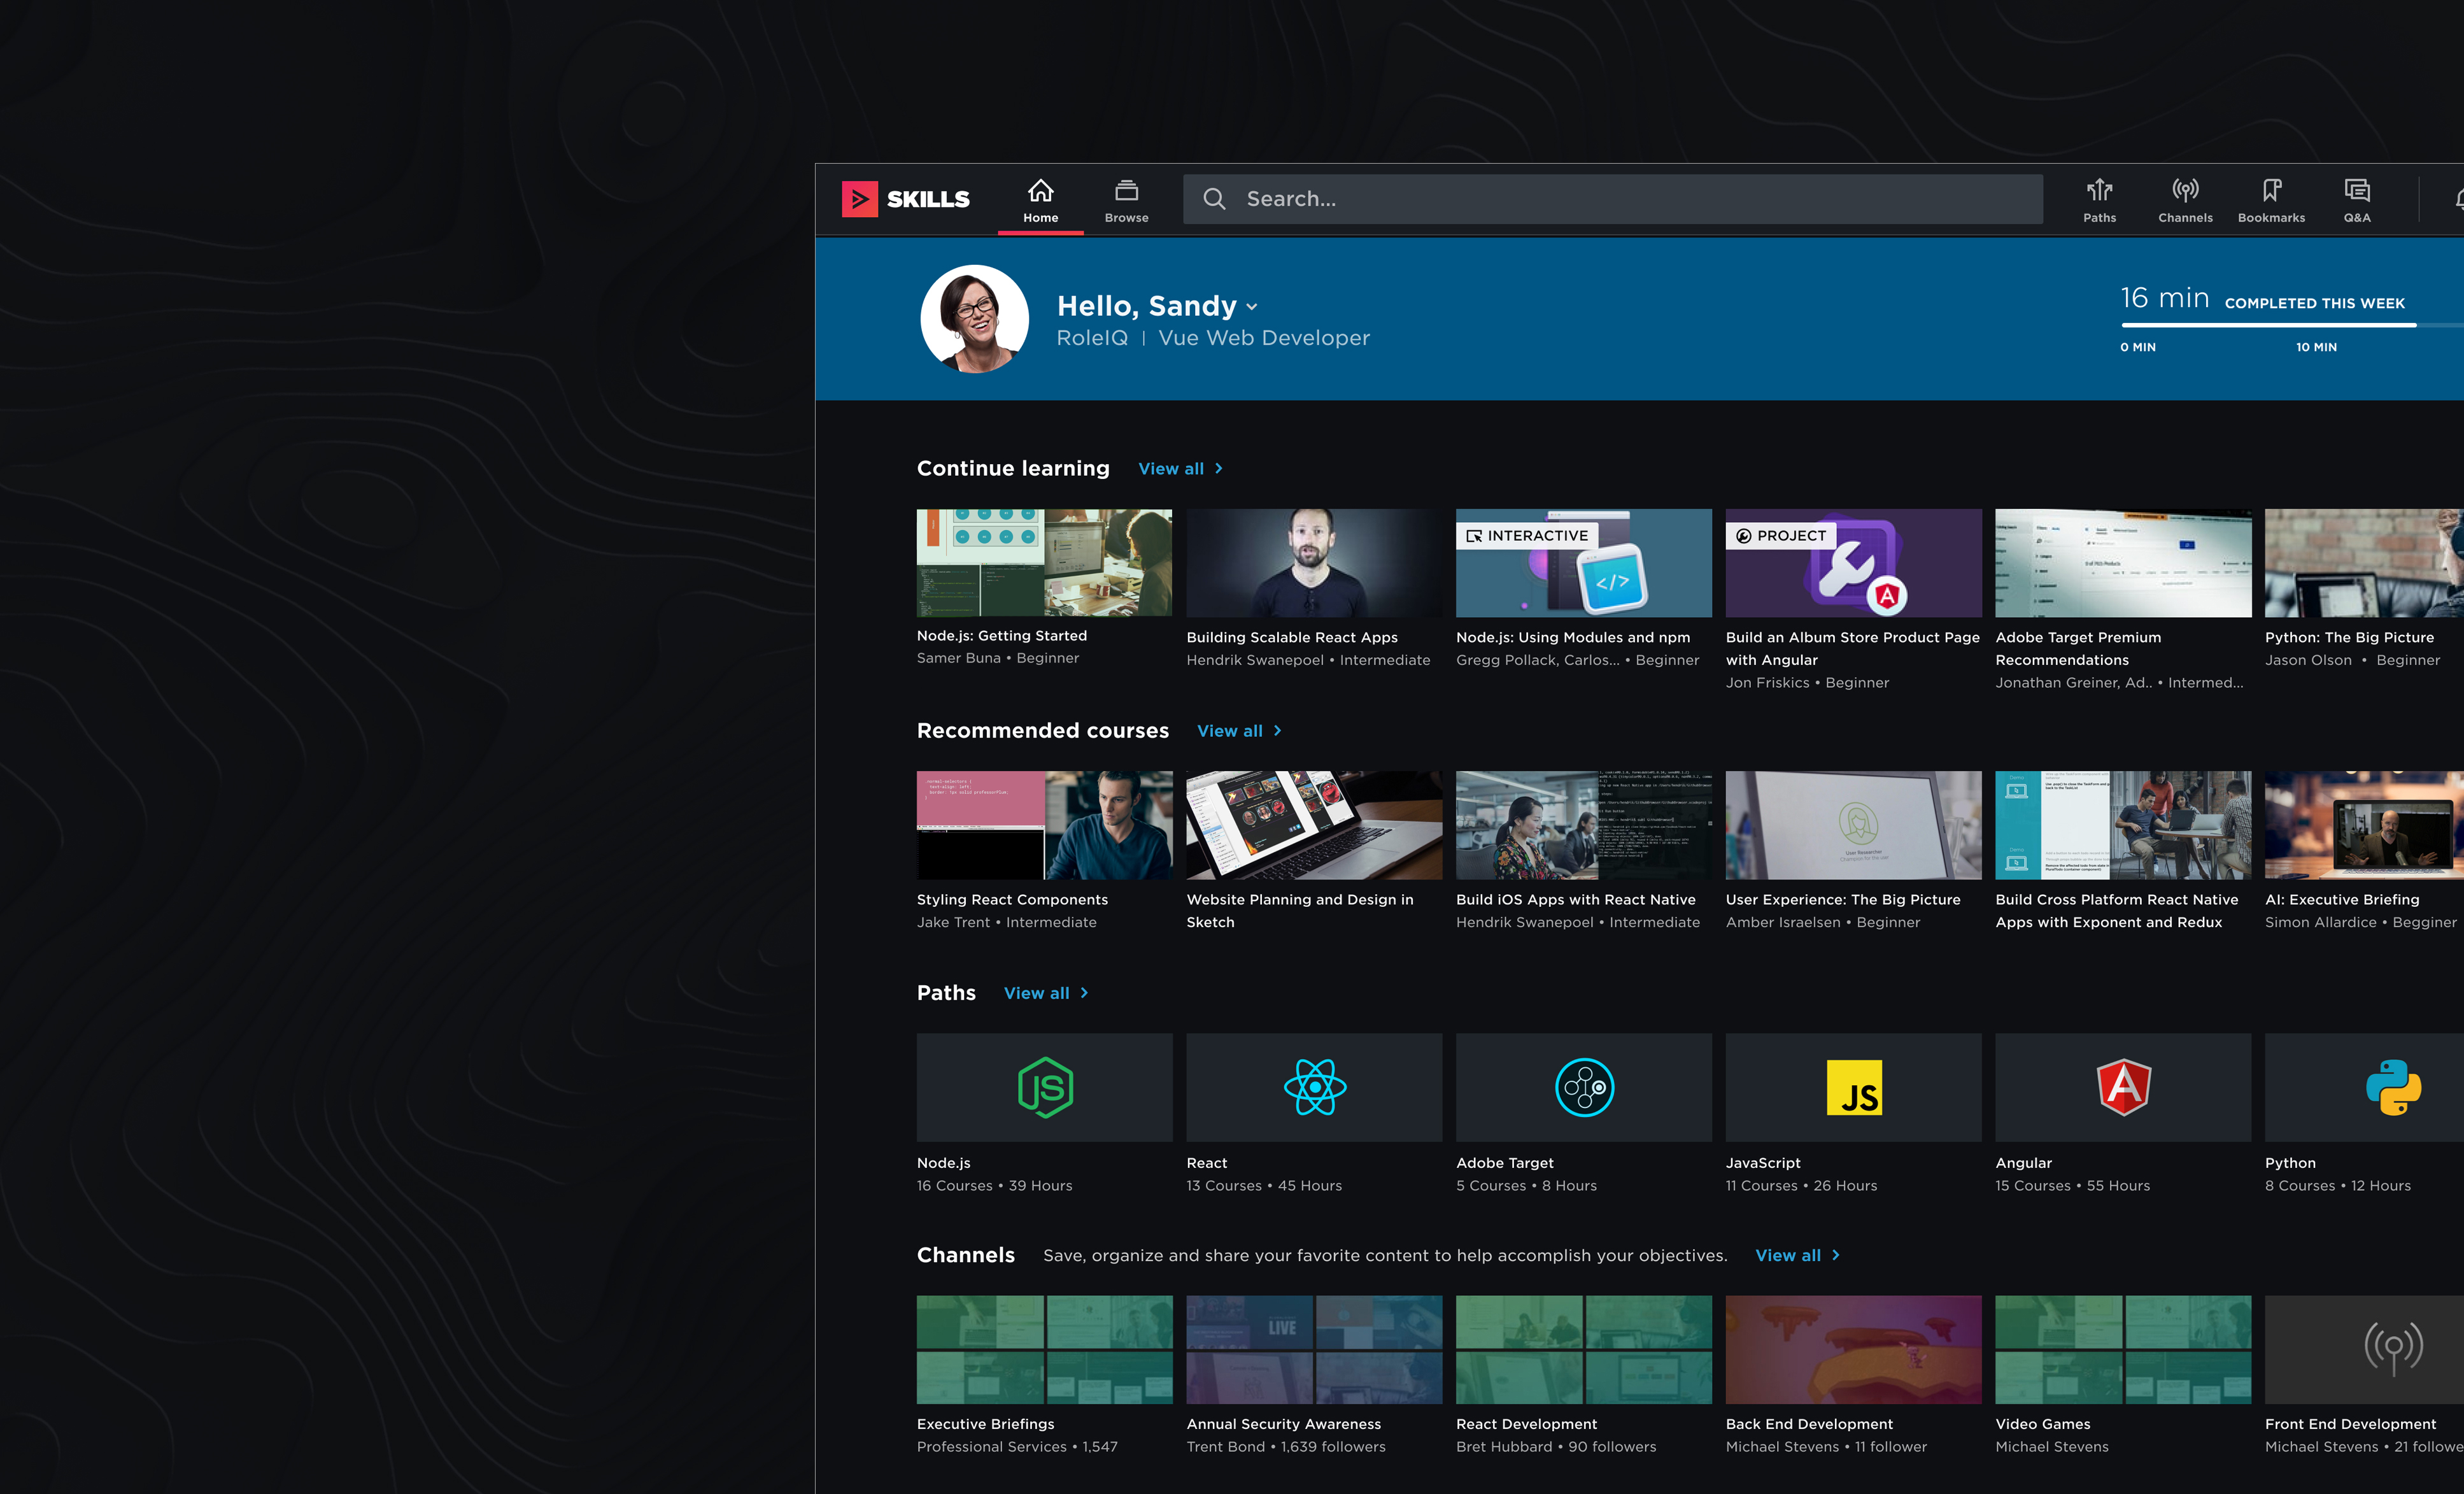 SKILLS
Home
Browse
Search...
Paths
Channels
Bookmarks
Q&A
Hello, Sandy
RoleIQ | Vue Web Developer
16 min COMPLETED THIS WEEK
0 MIN 10 MIN
Continue learning View all
INTERACTIVE
PROJECT
Node.js: Getting Started
Samer Buna • Beginner
Building Scalable React Apps
Hendrik Swanepoel • Intermediate
Node.js: Using Modules and npm
Gregg Pollack, Carlos... • Beginner
Build an Album Store Product Page
with Angular
Jon Friskics • Beginner
Adobe Target Premium
Recommendations
Jonathan Greiner, Ad.. • Intermed...
Python: The Big Picture
Jason Olson • Beginner
Recommended courses View all
User Researcher
Styling React Components
Jake Trent • Intermediate
Website Planning and Design in
Sketch
Build iOS Apps with React Native
Hendrik Swanepoel • Intermediate
User Experience: The Big Picture
Amber Israelsen • Beginner
Build Cross Platform React Native
Apps with Exponent and Redux
AI: Executive Briefing
Simon Allardice • Begginer
Paths View all
JS
JS
A
Node.js
16 Courses • 39 Hours
React
13 Courses • 45 Hours
Adobe Target
5 Courses • 8 Hours
JavaScript
11 Courses • 26 Hours
Angular
15 Courses • 55 Hours
Python
8 Courses • 12 Hours
Channels Save, organize and share your favorite content to help accomplish your objectives. View all
LIVE
Executive Briefings
Professional Services • 1,547
Annual Security Awareness
Trent Bond • 1,639 followers
React Development
Bret Hubbard • 90 followers
Back End Development
Michael Stevens • 11 follower
Video Games
Michael Stevens
Front End Development
Michael Stevens • 21 followe